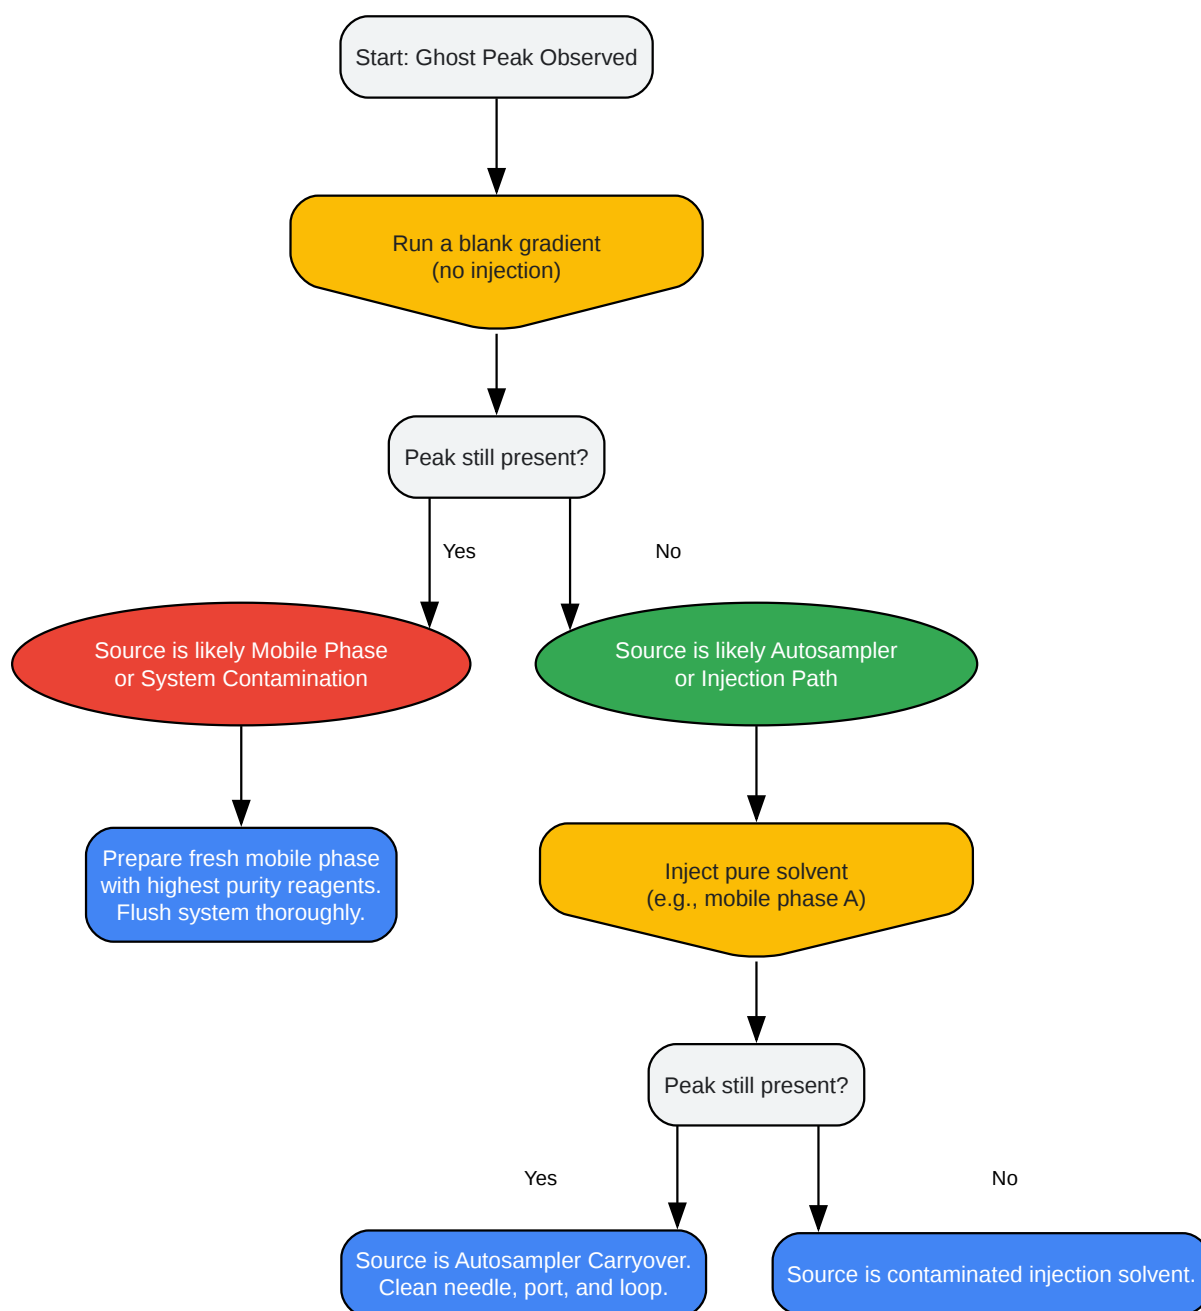 Start: Ghost Peak Observed
Run a blank gradient
(no injection)
Peak still present?
Yes
No
Source is likely Mobile Phase
or System Contamination
Source is likely Autosampler
or Injection Path
Prepare fresh mobile phase
with highest purity reagents.
Flush system thoroughly.
Inject pure solvent
(e.g., mobile phase A)
Peak still present?
Yes
No
Source is Autosampler Carryover.
Clean needle, port, and loop.
Source is contaminated injection solvent.